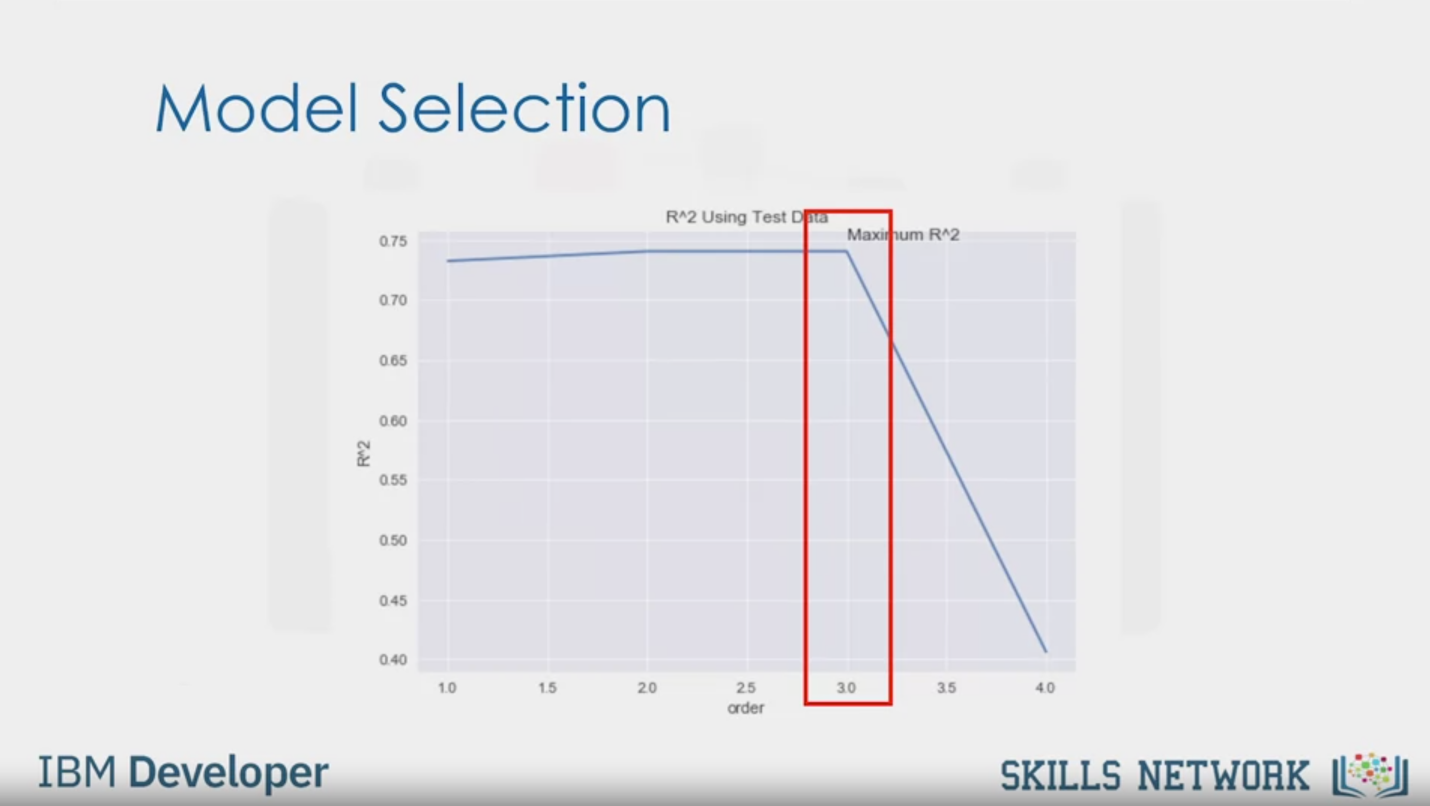 Model Selection
R^2 Using Test Data
Maximum R^2
0.75
0.70
0.65
0.60
0.55
0.50
0.45
0.40
R^2
1.0 1.5 2.0 2.5 3.0 3.5 4.0
order
IBM Developer
SKILLS NETWORK